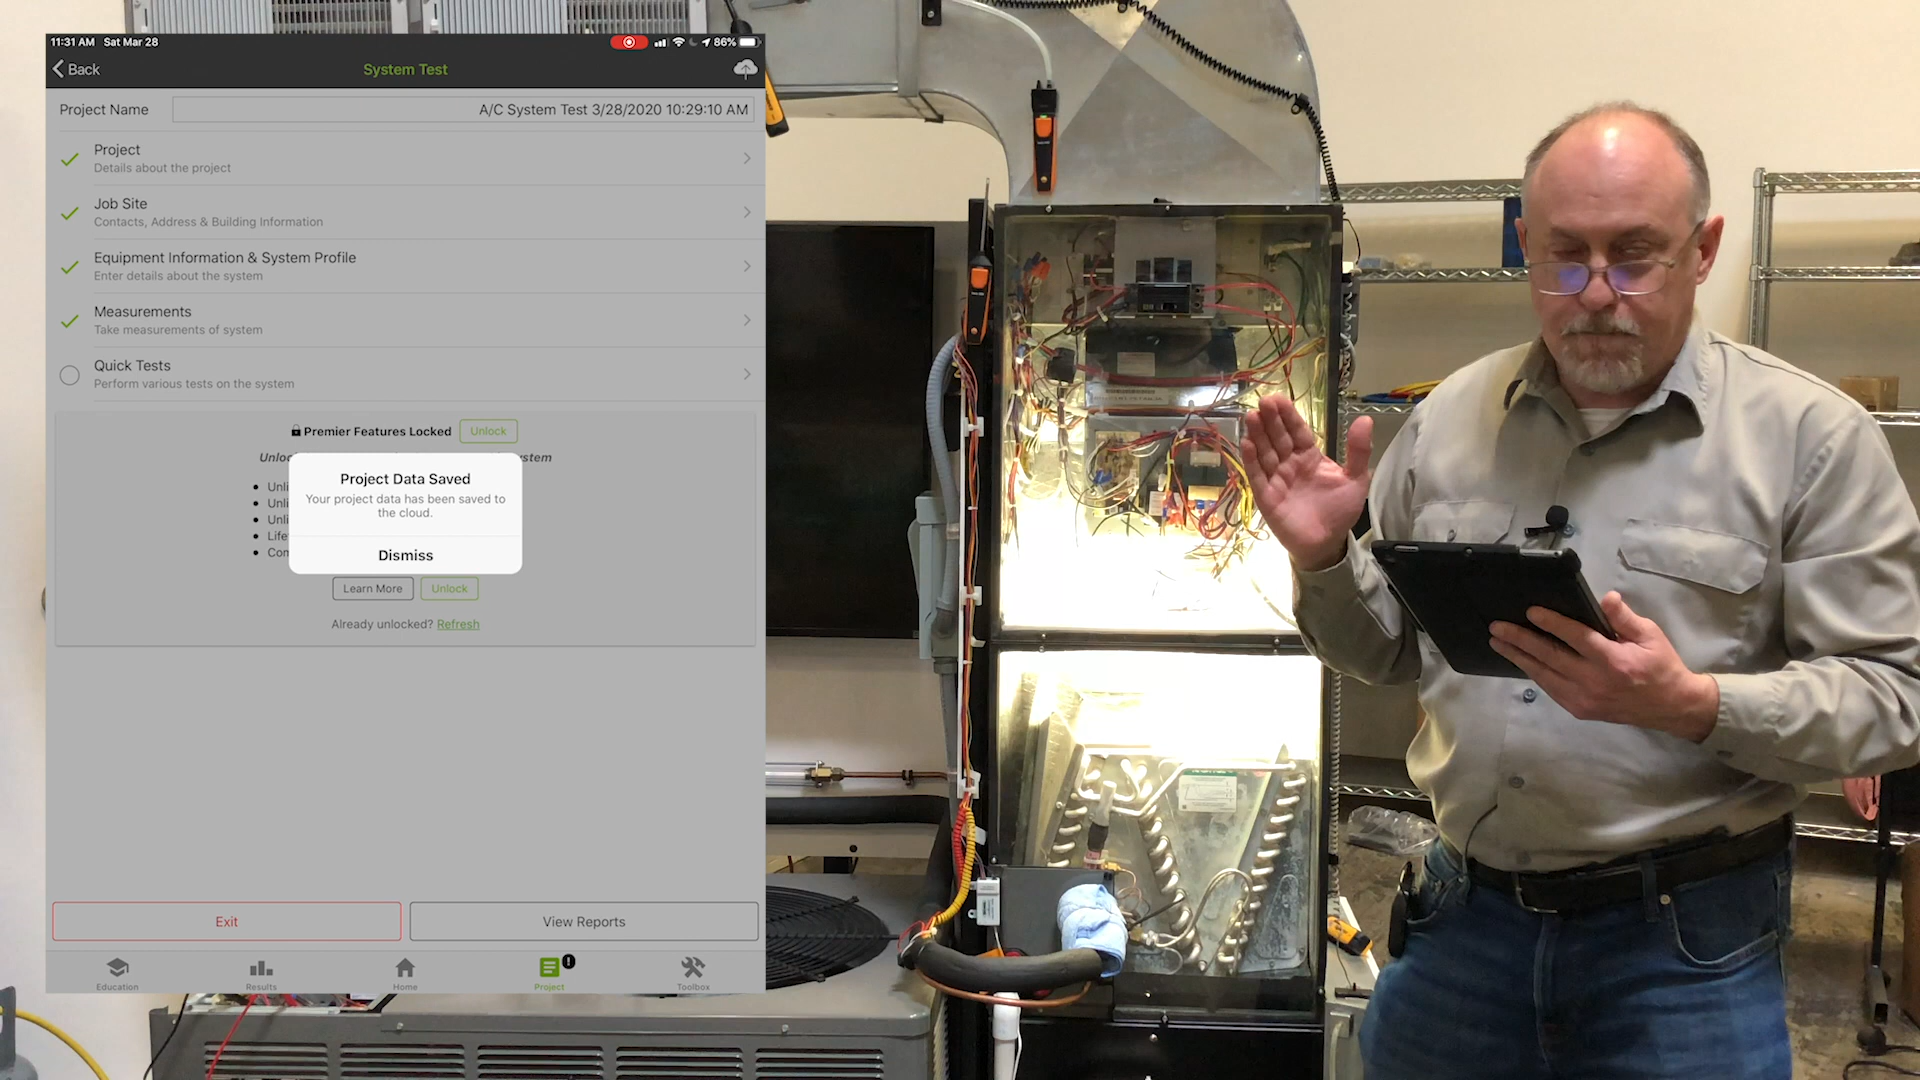 11:31 AM Sat Mar 28
86%
Back
System Test
Project Name
A/C System Test 3/28/2020 10:29:10 AM
Project
Details about the project
Job Site
Contacts, Address & Building Information
Equipment Information & System Profile
Enter details about the system
Measurements
Take measurements of system
Quick Tests
Perform various tests on the system
Premier Features Locked
Unlock
Project Data Saved
Your project data has been saved to
the cloud.
Dismiss
Learn More
Unlock
Already unlocked? Refresh
Exit
View Reports
Education
Results
Home
Project
Toolbox